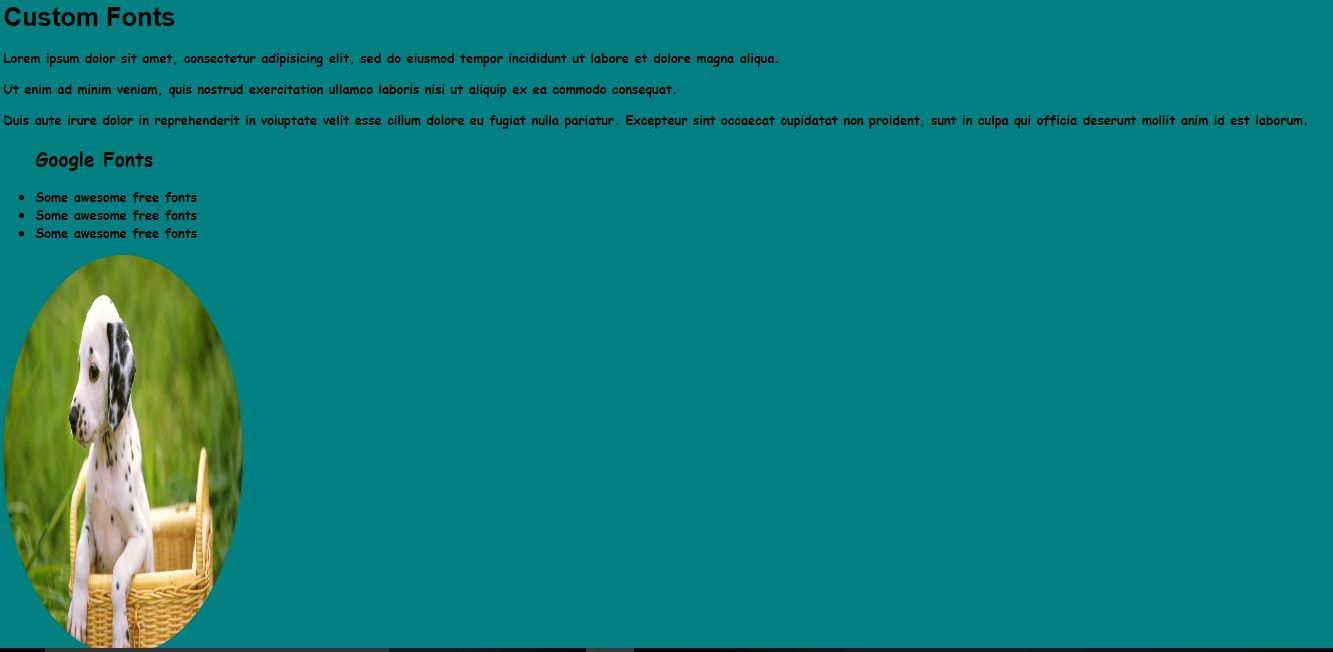 Custom Fonts
Lorem ipsum dolor sit amet, consectetur adipisicing elit, sed do eiusmod tempor incididunt ut labore et dolore magna aliqua.
Ut enim ad minim veniam, quis nostrud exercitation ullamco laboris nisi ut aliquip ex ea commodo consequat.
Duis aute irure dolor in reprehenderit in voluptate velit esse cillum dolore eu fugiat nulla pariatur. Excepteur sint occaecat cupidatat non proident, sunt in culpa qui officia deserunt mollit anim id est laborum.
Google Fonts
• Some awesome free fonts
• Some awesome free fonts
• Some awesome free fonts